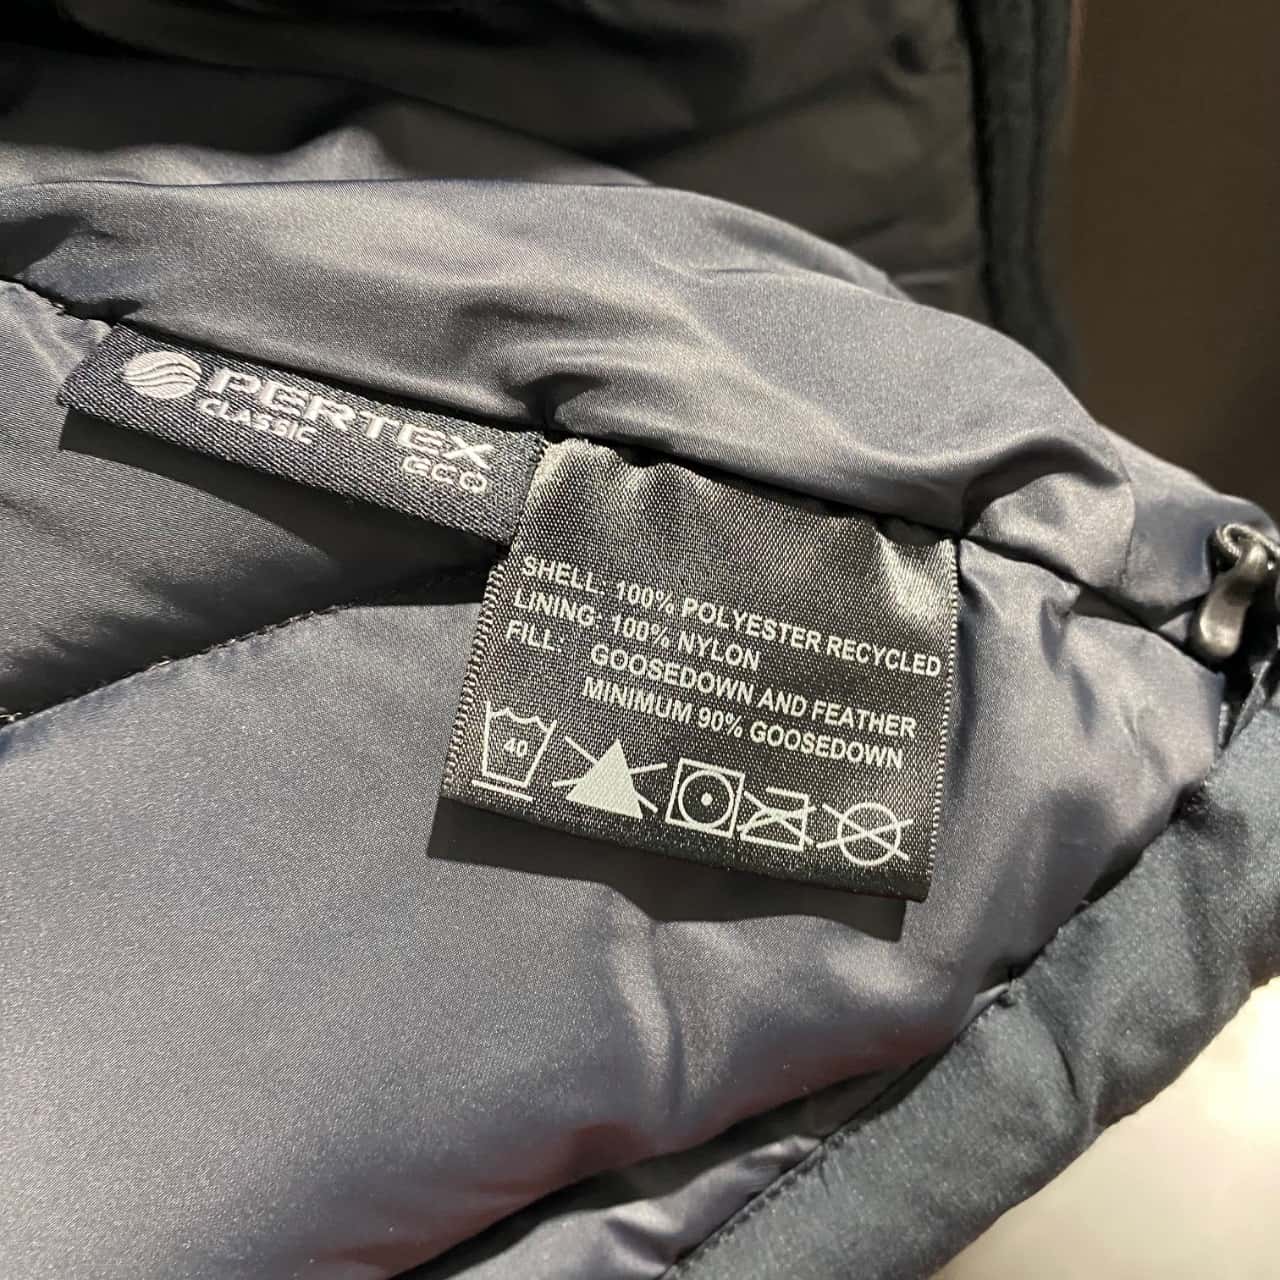 PERTEX
CLASSIC
ECO
SHELL: 100% POLYESTER RECYCLED
LINING: 100% NYLON
FILL: GOOSEDOWN AND FEATHER
MINIMUM 90% GOOSEDOWN
40